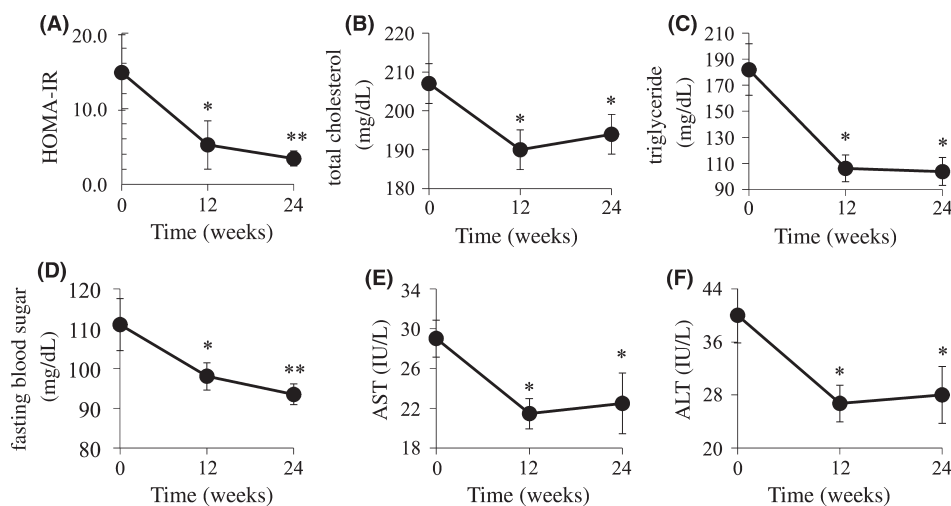 (A)
HOMA-IR
20.0
10.0
0.0
*
**
0 12 24
Time (weeks)
(B)
total cholesterol
(mg/dL)
220
210
200
190
180
*
*
0 12 24
Time (weeks)
(C)
triglyceride
(mg/dL)
210
190
170
150
130
110
90
*
*
0 12 24
Time (weeks)
(D)
fasting blood sugar
(mg/dL)
120
110
100
90
80
*
**
0 12 24
Time (weeks)
(E)
AST (IU/L)
34
30
26
22
18
*
*
0 12 24
Time (weeks)
(F)
ALT (IU/L)
44
36
28
20
*
*
0 12 24
Time (weeks)